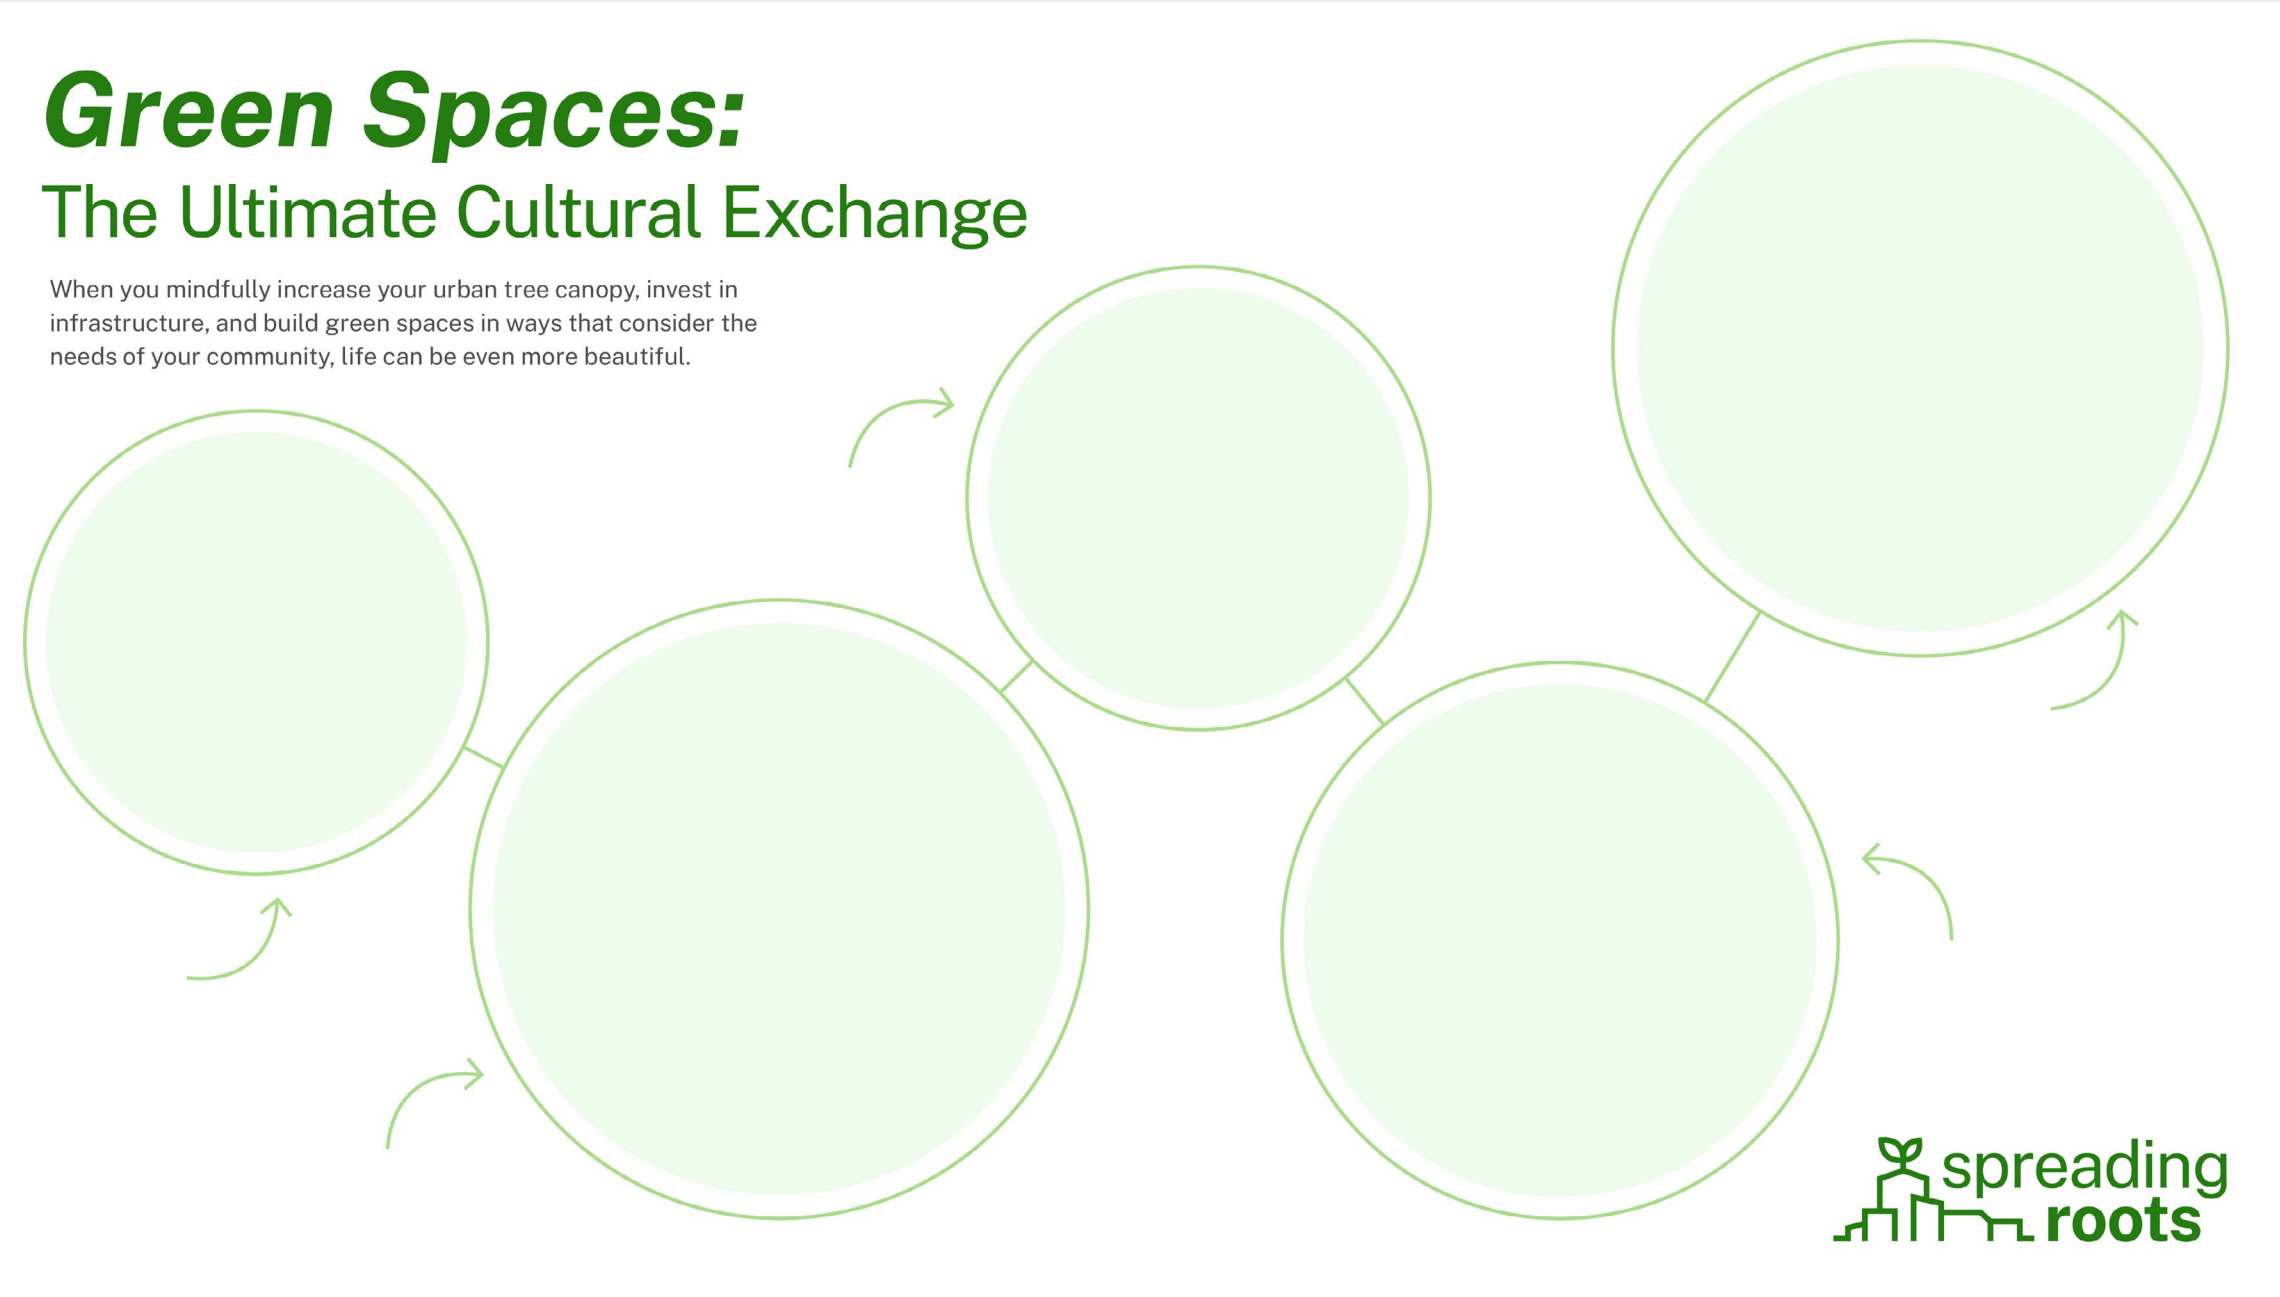 Green Spaces:
The Ultimate Cultural Exchange
When you mindfully increase your urban tree canopy, invest in
infrastructure, and build green spaces in ways that consider the
needs of your community, life can be even more beautiful.
spreading
roots